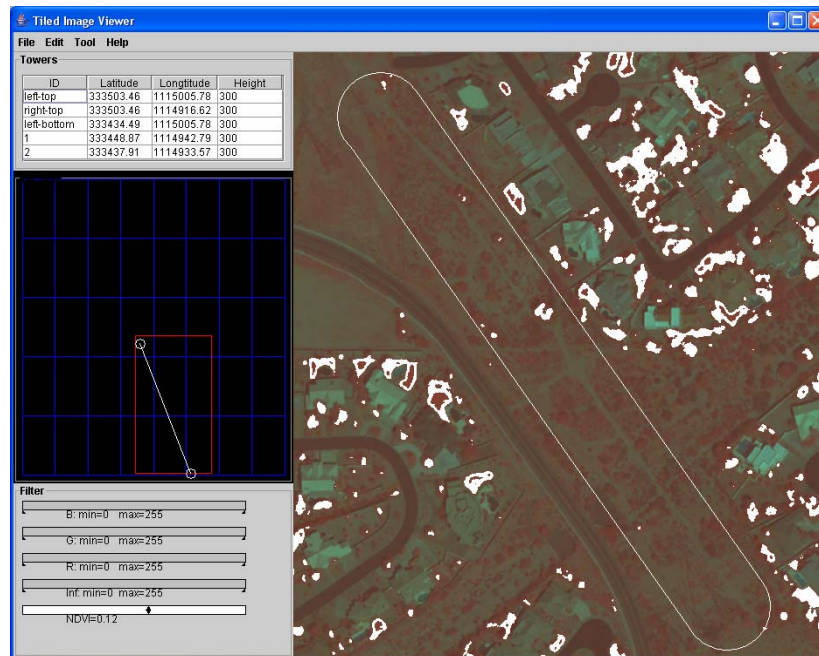 Tiled Image Viewer
File Edit Tool Help
Towers
ID Latitude Longtitude Height
left-top 333503.46 1115005.78 300
right-top 333503.46 1114916.62 300
left-bottom 333434.49 1115005.78 300
1 333448.87 1114942.79 300
2 333437.91 1114933.57 300
Filter
B: min=0 max=255
G: min=0 max=255
R: min=0 max=255
Inf: min=0 max=255
NDVI=0.12